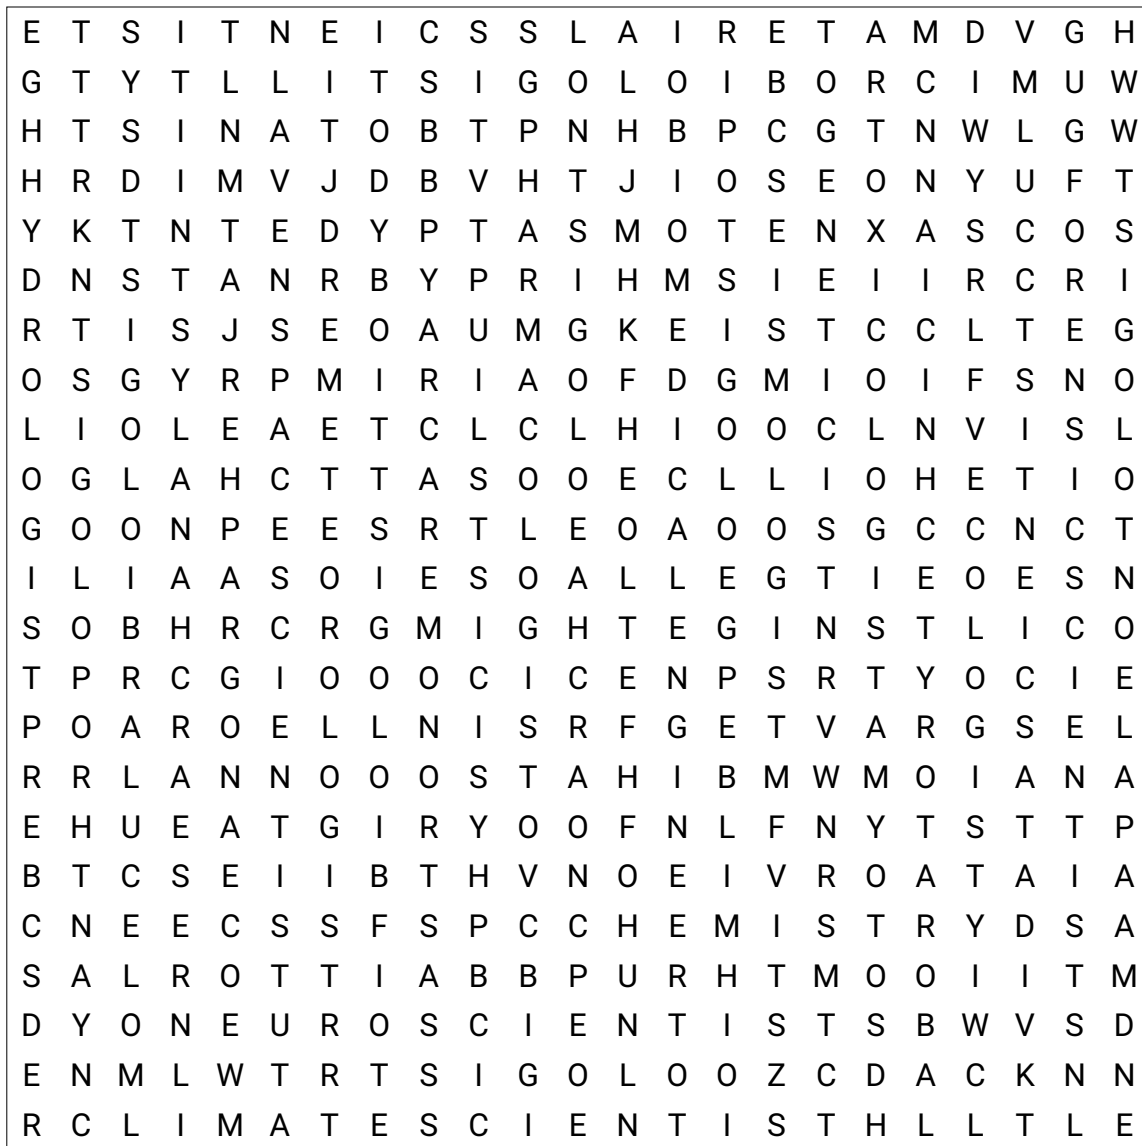 E T S I T N E I C S S L A I R E T A M D V G H
G T Y T L L I T S I G O L O I B O R C I M U W
H T S I N A T O B T P N H B P C G T N W L G W
H R D I M V J D B V H T J I O S E O N Y U F T
Y K T N T E D Y P T A S M O T E N X A S C O S
D N S T A N R B Y P R I H M S I E I I R C R I
R T I S J S E O A U M G K E I S T C C L T E G
O S G Y R P M I R I A O F D G M I O I F S N O
L I O L E A E T C L C L H I O O C L N V I S L
O G L A H C T T A S O O E C L L I O H E T I O
G O O N P E E S R T L E O A O O S G C C N C T
I L I A A S O I E S O A L L E G T I E O E S N
S O B H R C R G M I G H T E G I N S T L I C O
T P R C G I O O O C I C E N P S R T Y O C I E
P O A R O E L L N I S R F G E T V A R G S E L
R R L A N N O O O S T A H I B M W M O I A N A
E H U E A T G I R Y O O F N L F N Y T S T T P
B T C S E I I B T H V N O E I V R O A T A I A
C N E E C S S F S P C C H E M I S T R Y D S A
S A L R O T T I A B B P U R H T M O O I I T M
D Y O N E U R O S C I E N T I S T S B W V S D
E N M L W T R T S I G O L O O Z C D A C K N N
R C L I M A T E S C I E N T I S T H L L T L E